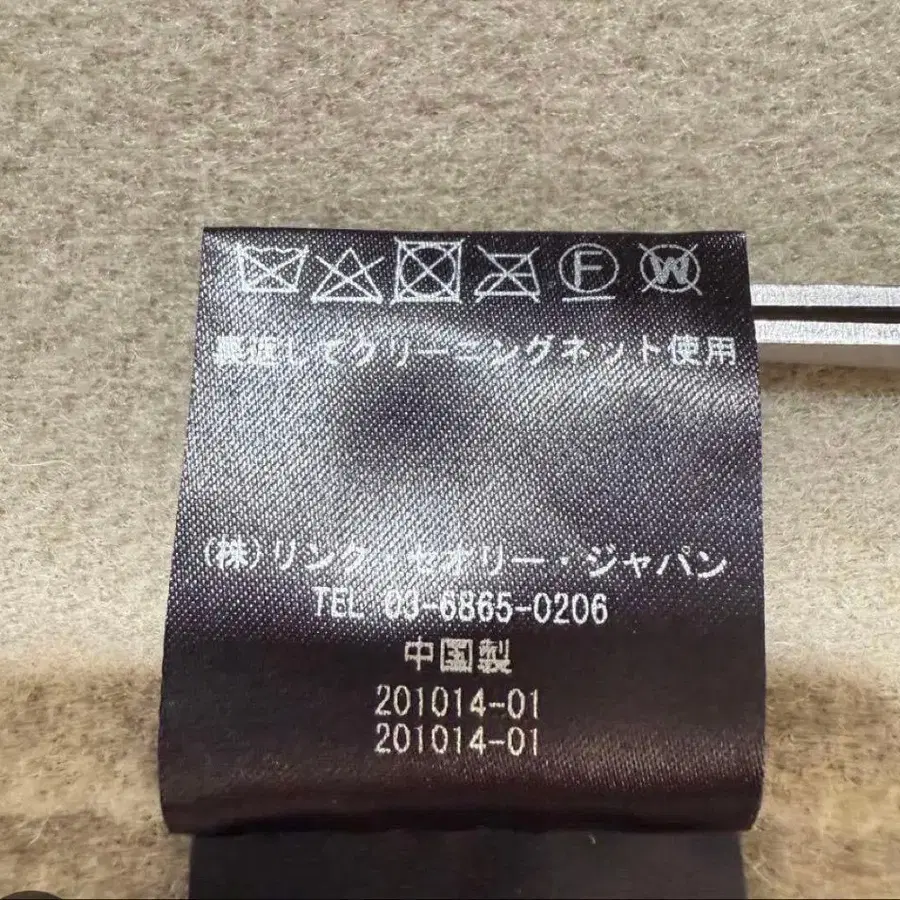 F W
裏返してクリーニングネット使用
(株)リンク・セオリー・ジャパン
TEL 03-6865-0206
中国製
201014-01
201014-01